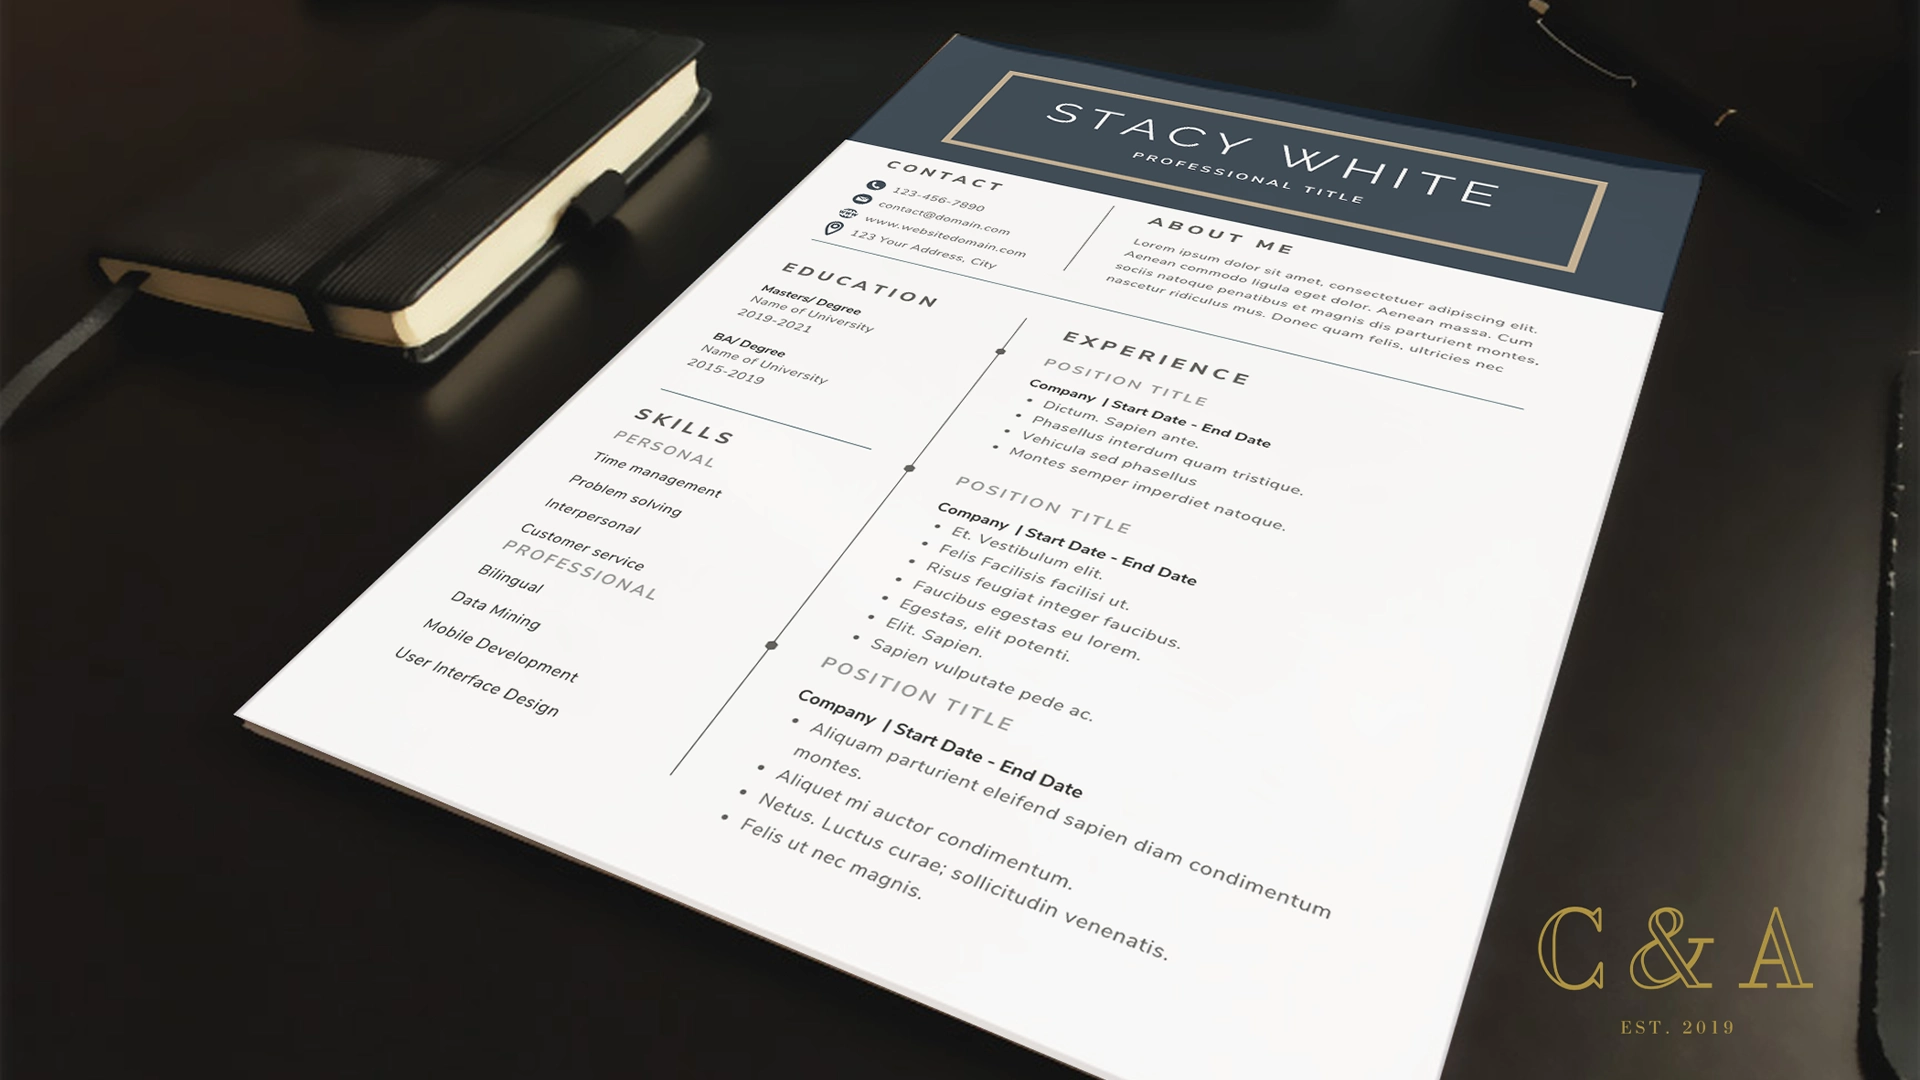 STACY WHITE
PROFESSIONAL TITLE
CONTACT
123-456-7890
contact@domain.com
www.websitedomain.com
123 Your Address, City
ABOUT ME
Lorem ipsum dolor sit amet, consectetuer adipiscing elit.
Aenean commodo ligula eget dolor. Aenean massa. Cum
sociis natoque penatibus et magnis dis parturient montes,
nascetur ridiculus mus. Donec quam felis, ultricies nec
EDUCATION
Masters/ Degree
Name of University
2019-2021
BA/ Degree
Name of University
2015-2019
SKILLS
PERSONAL
Time management
Problem solving
Interpersonal
Customer service
PROFESSIONAL
Bilingual
Data Mining
Mobile Development
User Interface Design
EXPERIENCE
POSITION TITLE
Company | Start Date - End Date
• Dictum. Sapien ante.
• Phasellus interdum quam tristique.
• Vehicula sed phasellus
• Montes semper imperdiet natoque.
POSITION TITLE
Company | Start Date - End Date
• Et. Vestibulum elit.
• Felis Facilisis facilisi ut.
• Risus feugiat integer faucibus.
• Faucibus egestas eu lorem.
• Egestas, elit potenti.
• Elit. Sapien.
• Sapien vulputate pede ac.
POSITION TITLE
Company | Start Date - End Date
• Aliquam parturient eleifend sapien diam condimentum
montes.
• Aliquet mi auctor condimentum.
• Netus. Luctus curae; sollicitudin venenatis.
• Felis ut nec magnis.
C & A
EST. 2019